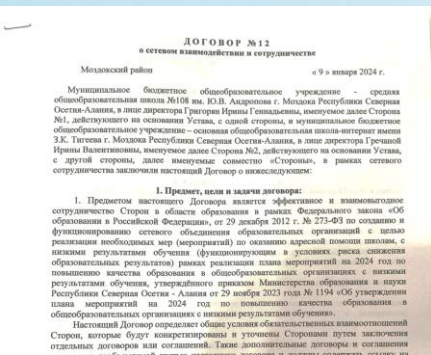 ДОГОВОР №12
о сетевом взаимодействии и сотрудничестве
Моздокский район « 9 » января 2024 г.
Муниципальное бюджетное общеобразовательное учреждение - средняя
общеобразовательная школа №108 им. Ю.В. Андропова г. Моздока Республики Северная
Осетия-Алания, в лице директора Григорян Ирины Геннадьевны, именуемое далее Сторона
№1, действующего на основании Устава, с одной стороны, и муниципальное бюджетное
общеобразовательное учреждение – основная общеобразовательная школа-интернат имени
З.К. Тигеева г. Моздока Республики Северная Осетия-Алания, в лице директора Гречаной
Ирины Валентиновны, именуемое далее Сторона №2, действующего на основании Устава,
с другой стороны, далее именуемые совместно «Стороны», в рамках сетевого
сотрудничества заключили настоящий Договор о нижеследующем:
1. Предмет, цели и задачи договора:
1. Предметом настоящего Договора является эффективное и взаимовыгодное
сотрудничество Сторон в области образования в рамках Федерального закона «Об
образовании в Российской Федерации», от 29 декабря 2012 г. № 273-ФЗ по созданию и
функционированию сетевого объединения образовательных организаций с целью
реализации необходимых мер (мероприятий) по оказанию адресной помощи школам, с
низкими результатами обучения (функционирующим в условиях риска снижения
образовательных результатов) рамках реализации плана мероприятий на 2024 год по
повышению качества образования в общеобразовательных организациях с низкими
результатами обучения, утверждённого приказом Министерства образования и науки
Республики Северная Осетия - Алания от 29 ноября 2023 года № 1194 «Об утверждении
плана мероприятий на 2024 год по повышению качества образования в
общеобразовательных организациях с низкими результатами обучения».
Настоящий Договор определяет общие условия обязательственных взаимоотношений
Сторон, которые будут конкретизированы и уточнены Сторонами путем заключения
отдельных договоров или соглашений. Такие дополнительные договоры и соглашения